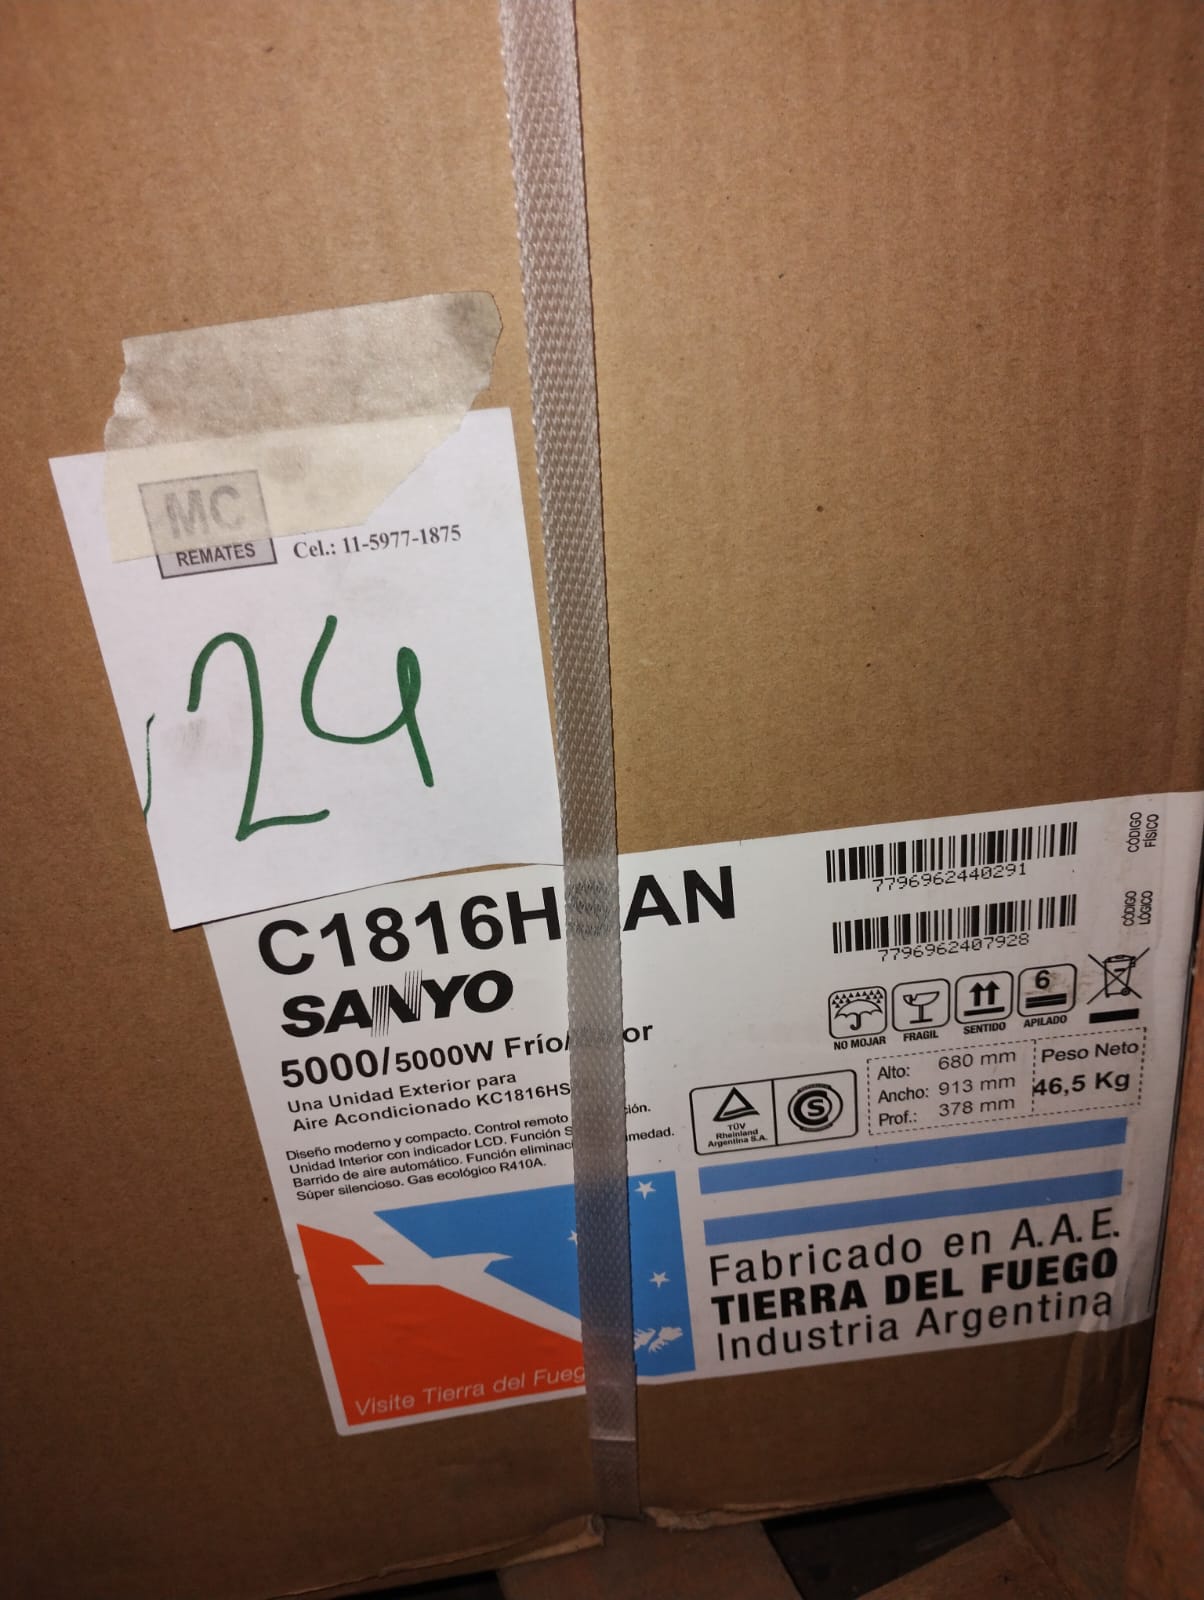 MC
REMATES
Cel.: 11-5977-1875
24
C1816H AN
SANYO
5000/5000W Frío/ or
Una Unidad Exterior para
Aire Acondicionado KC1816HS
Diseño moderno y compacto. Control remoto
Unidad Interior con indicador LCD. Función
Barrido de aire automático. Función
Súper silencioso. Gas ecológico R410A.
7796962440291
CÓDIGO
FÍSICO
7796962407928
CÓDIGO
LÓGICO
NO MOJAR
FRAGIL
SENTIDO
6
APILADO
TÜV
Rheinland
Argentina S.A.
S
Alto: 680 mm
Ancho: 913 mm
Prof.: 378 mm
Peso Neto
46,5 Kg
Visite Tierra del Fueg
Fabricado en A.A.E.
TIERRA DEL FUEGO
Industria Argentina